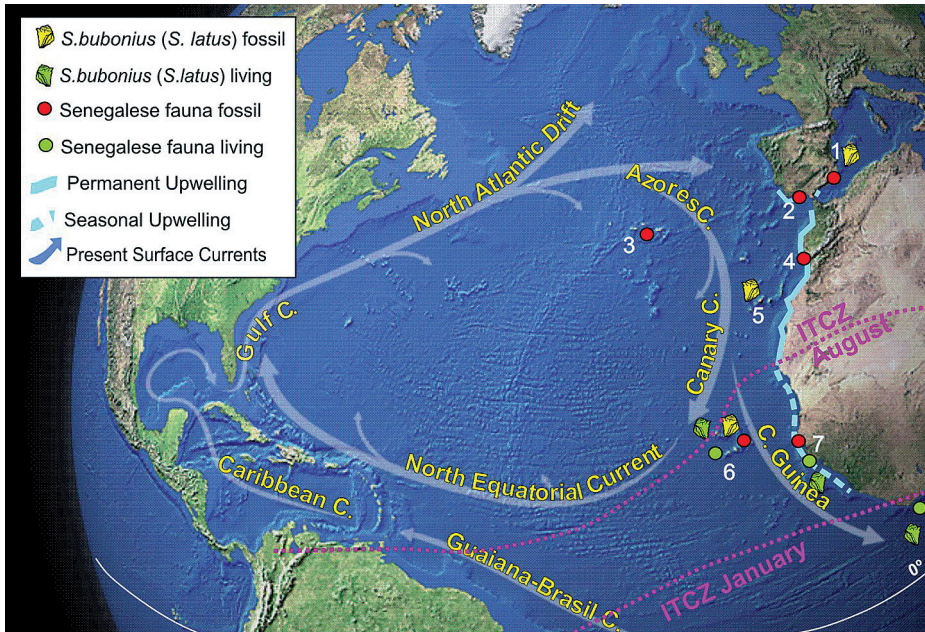 S.bubonius (S. latus) fossil
S.bubonius (S.latus) living
Senegalese fauna fossil
Senegalese fauna living
Permanent Upwelling
Seasonal Upwelling
Present Surface Currents
North Atlantic Drift
Azores C.
1
2
3
4
5
Gulf C.
Canary C.
ITCZ
August
C. Guinea
7
6
North Equatorial Current
Caribbean C.
Guaiana-Brasil C.
ITCZ January
0°